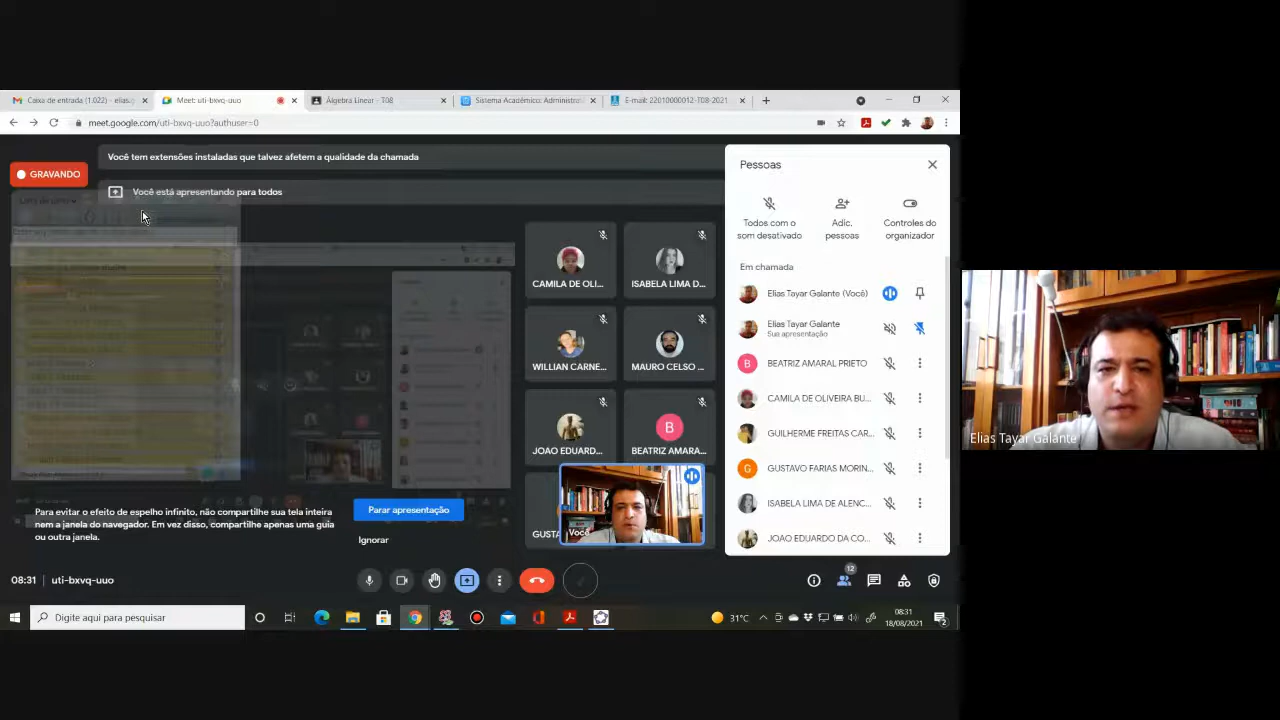 Caixa de entrada (1.022) - elias.g
Meet: uti-bxvq-uuo
Álgebra Linear - T08
Sistema Acadêmico: Administra
E-mail: 22010000012-T08-2021
meet.google.com/uti-bxvq-uuo?authuser=0
Você tem extensões instaladas que talvez afetem a qualidade da chamada
GRAVANDO
Você está apresentando para todos
CAMILA DE OLI...
ISABELA LIMA D...
WILLIAN CARNE...
MAURO CELSO ...
JOAO EDUARD...
BEATRIZ AMARA...
GUSTA
Você
Para evitar o efeito de espelho infinito, não compartilhe sua tela inteira
nem a janela do navegador. Em vez disso, compartilhe apenas uma guia
ou outra janela.
Parar apresentação
Ignorar
Pessoas
Todos com o
som desativado
Adic.
pessoas
Controles do
organizador
Em chamada
Elias Tayar Galante (Você)
Elias Tayar Galante
Sua apresentação
B
BEATRIZ AMARAL PRIETO
CAMILA DE OLIVEIRA BU...
GUILHERME FREITAS CAR...
G
GUSTAVO FARIAS MORIN...
ISABELA LIMA DE ALENC...
JOAO EDUARDO DA CO...
08:31 | uti-bxvq-uuo
12
Digite aqui para pesquisar
31°C
08:31
18/08/2021
2
Elias Tayar Galante